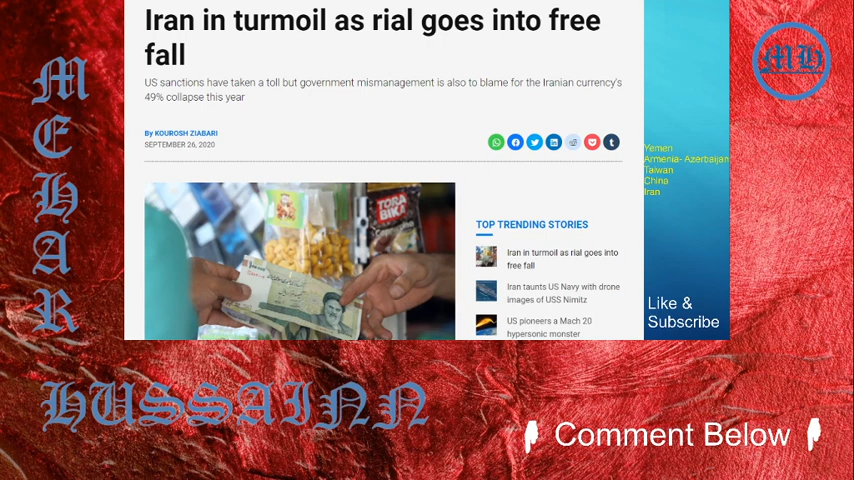 Iran in turmoil as rial goes into free
fall
US sanctions have taken a toll but government mismanagement is also to blame for the Iranian currency's
49% collapse this year
By KOUROSH ZIABARI
SEPTEMBER 26, 2020
TORA
BIKA
TOP TRENDING STORIES
Iran in turmoil as rial goes into
free fall
Iran taunts US Navy with drone
images of USS Nimitz
US pioneers a Mach 20
hypersonic monster
Yemen
Armenia- Azerbaijan
Taiwan
China
Iran
Like &
Subscribe
Mh
MEHAR
HUSSAINN
Comment Below